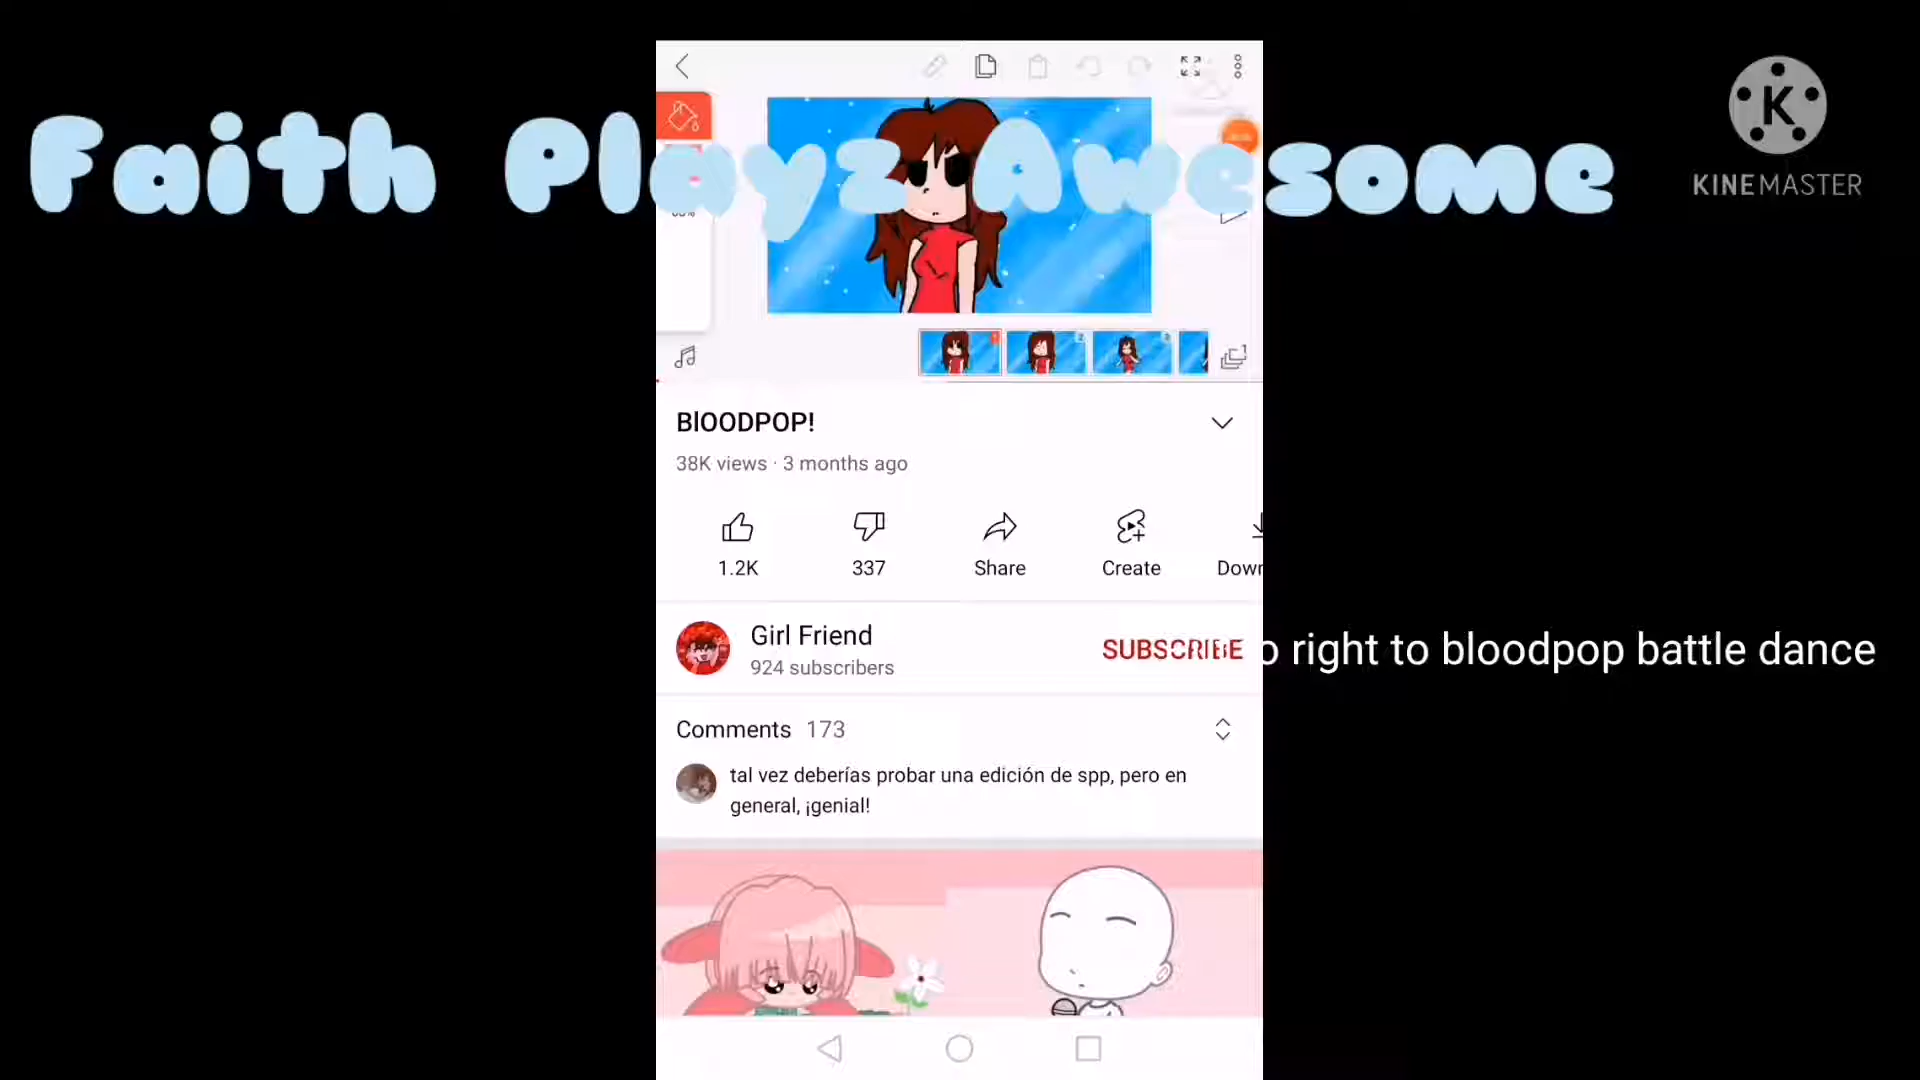 Faith Playz Awesome
KINEMASTER
BlOODPOP!
38K views · 3 months ago
1.2K
337
Share
Create
Down
Girl Friend
924 subscribers
SUBSCRIBE
o right to bloodpop battle dance
Comments 173
tal vez deberías probar una edición de spp, pero en
general, ¡genial!